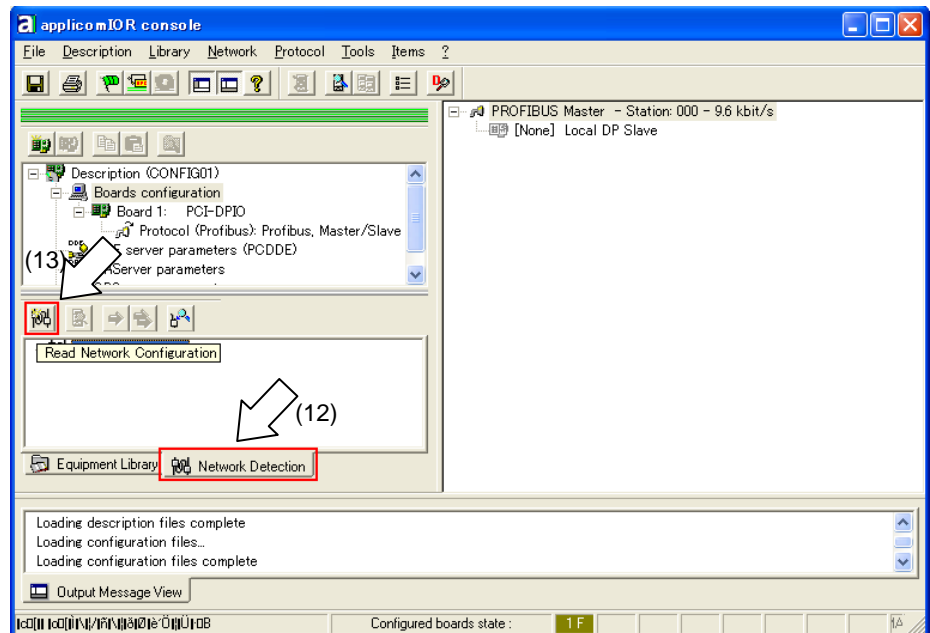 applicomIOR console
File Description Library Network Protocol Tools Items ?
PROFIBUS Master - Station: 000 - 9.6 kbit/s
[None] Local DP Slave
Description (CONFIG01)
Boards configuration
Board 1: PCI-DPIO
Protocol (Profibus): Profibus, Master/Slave
server parameters (PCDDE)
(13)
Server parameters
Read Network Configuration
(12)
Equipment Library
Network Detection
Loading description files complete
Loading configuration files...
Loading configuration files complete
Output Message View
Configured boards state :
1 F